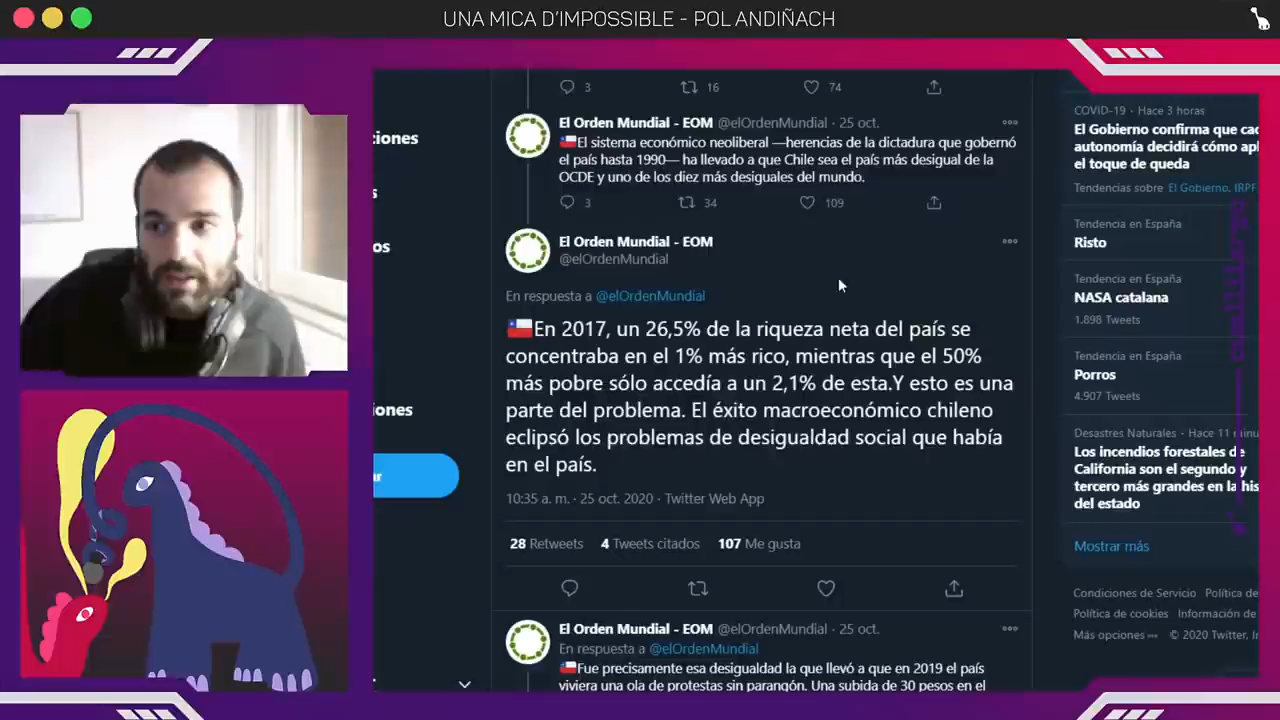 UNA MICA D'IMPOSSIBLE - POL ANDIÑACH
3
16
74
El Orden Mundial - EOM @elOrdenMundial · 25 oct.
El sistema económico neoliberal —herencias de la dictadura que gobernó
el país hasta 1990— ha llevado a que Chile sea el país más desigual de la
OCDE y uno de los diez más desiguales del mundo.
3
34
109
El Orden Mundial - EOM
@elOrdenMundial
En respuesta a @elOrdenMundial
En 2017, un 26,5% de la riqueza neta del país se
concentraba en el 1% más rico, mientras que el 50%
más pobre sólo accedía a un 2,1% de esta.Y esto es una
parte del problema. El éxito macroeconómico chileno
eclipsó los problemas de desigualdad social que había
en el país.
10:35 a. m. · 25 oct. 2020 · Twitter Web App
28 Retweets 4 Tweets citados 107 Me gusta
El Orden Mundial - EOM @elOrdenMundial · 25 oct.
En respuesta a @elOrdenMundial
Fue precisamente esa desigualdad la que llevó a que en 2019 el país
viviera una ola de protestas sin parangón. Una subida de 30 pesos en el
ciones
s
os
iones
ar
COVID-19 · Hace 3 horas
El Gobierno confirma que cad
autonomía decidirá cómo apl
el toque de queda
Tendencias sobre El Gobierno, IRPF
Tendencia en España
Risto
Tendencia en España
NASA catalana
1.898 Tweets
Tendencia en España
Porros
4.907 Tweets
Desastres Naturales · Hace 11 minu
Los incendios forestales de
California son el segundo y
tercero más grandes en la his
del estado
Mostrar más
Condiciones de Servicio Política de
Política de cookies Información de
Más opciones © 2020 Twitter, In